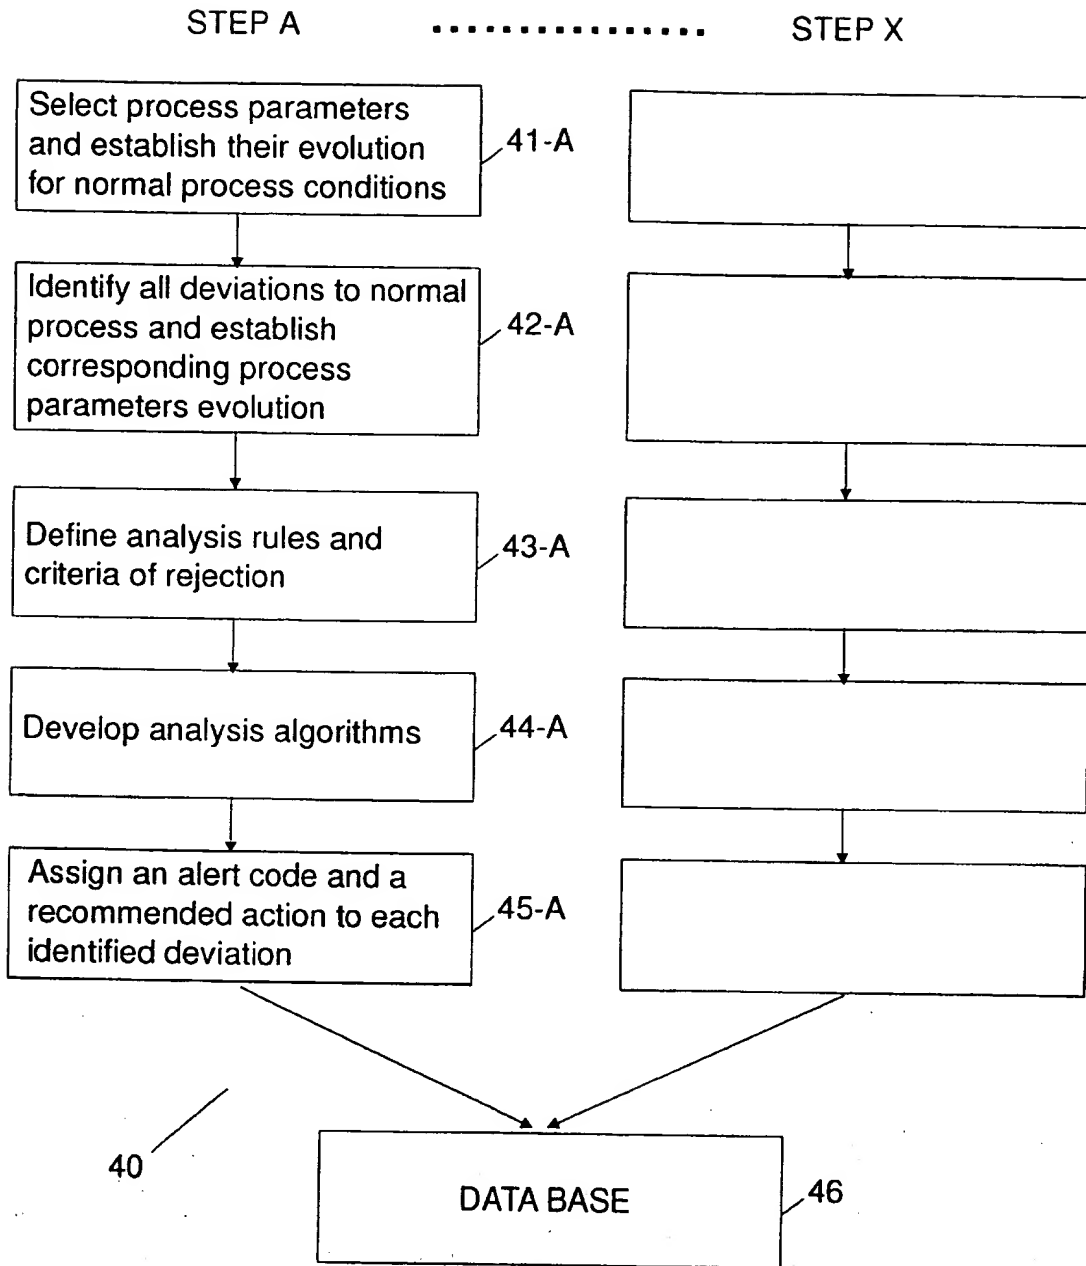 STEP A .............. STEP X
Select process parameters
and establish their evolution
for normal process conditions
41-A
Identify all deviations to normal
process and establish
corresponding process
parameters evolution
42-A
Define analysis rules and
criteria of rejection
43-A
Develop analysis algorithms
44-A
Assign an alert code and a
recommended action to each
identified deviation
45-A
40
DATA BASE
46